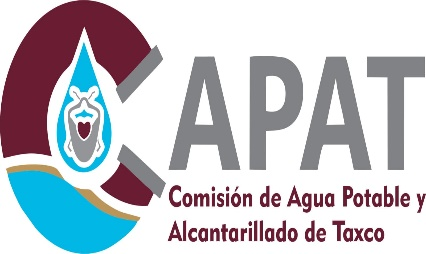 CAPAT
Comisión de Agua Potable y
Alcantarillado de Taxco